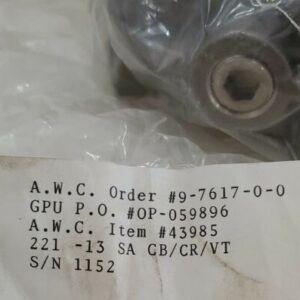 A.W.C. Order #9-7617-0-0
GPU P.O. #OP-059896
A.W.C. Item #43985
221 -13 SA CB/CR/VT
S/N 1152